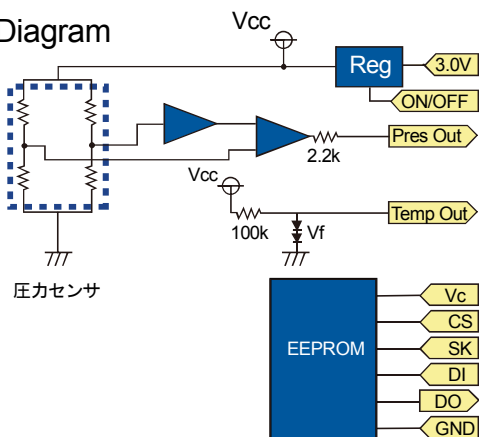 Diagram
Vcc
Reg
3.0V
ON/OFF
Pres Out
2.2k
Vcc
Temp Out
100k
Vf
圧力センサ
EEPROM
Vc
CS
SK
DI
DO
GND